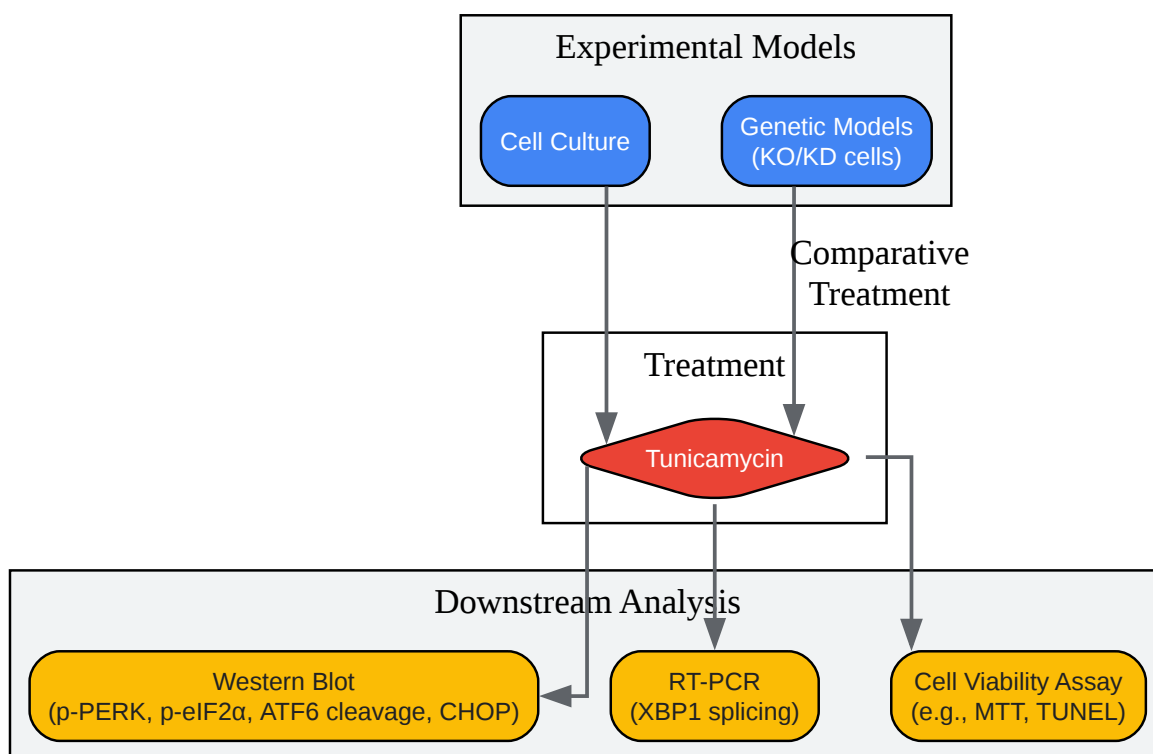 Experimental Models
Cell Culture
Genetic Models
(KO/KD cells)
Comparative
Treatment
Treatment
Tunicamycin
Downstream Analysis
Western Blot
(p-PERK, p-eIF2α, ATF6 cleavage, CHOP)
RT-PCR
(XBP1 splicing)
Cell Viability Assay
(e.g., MTT, TUNEL)